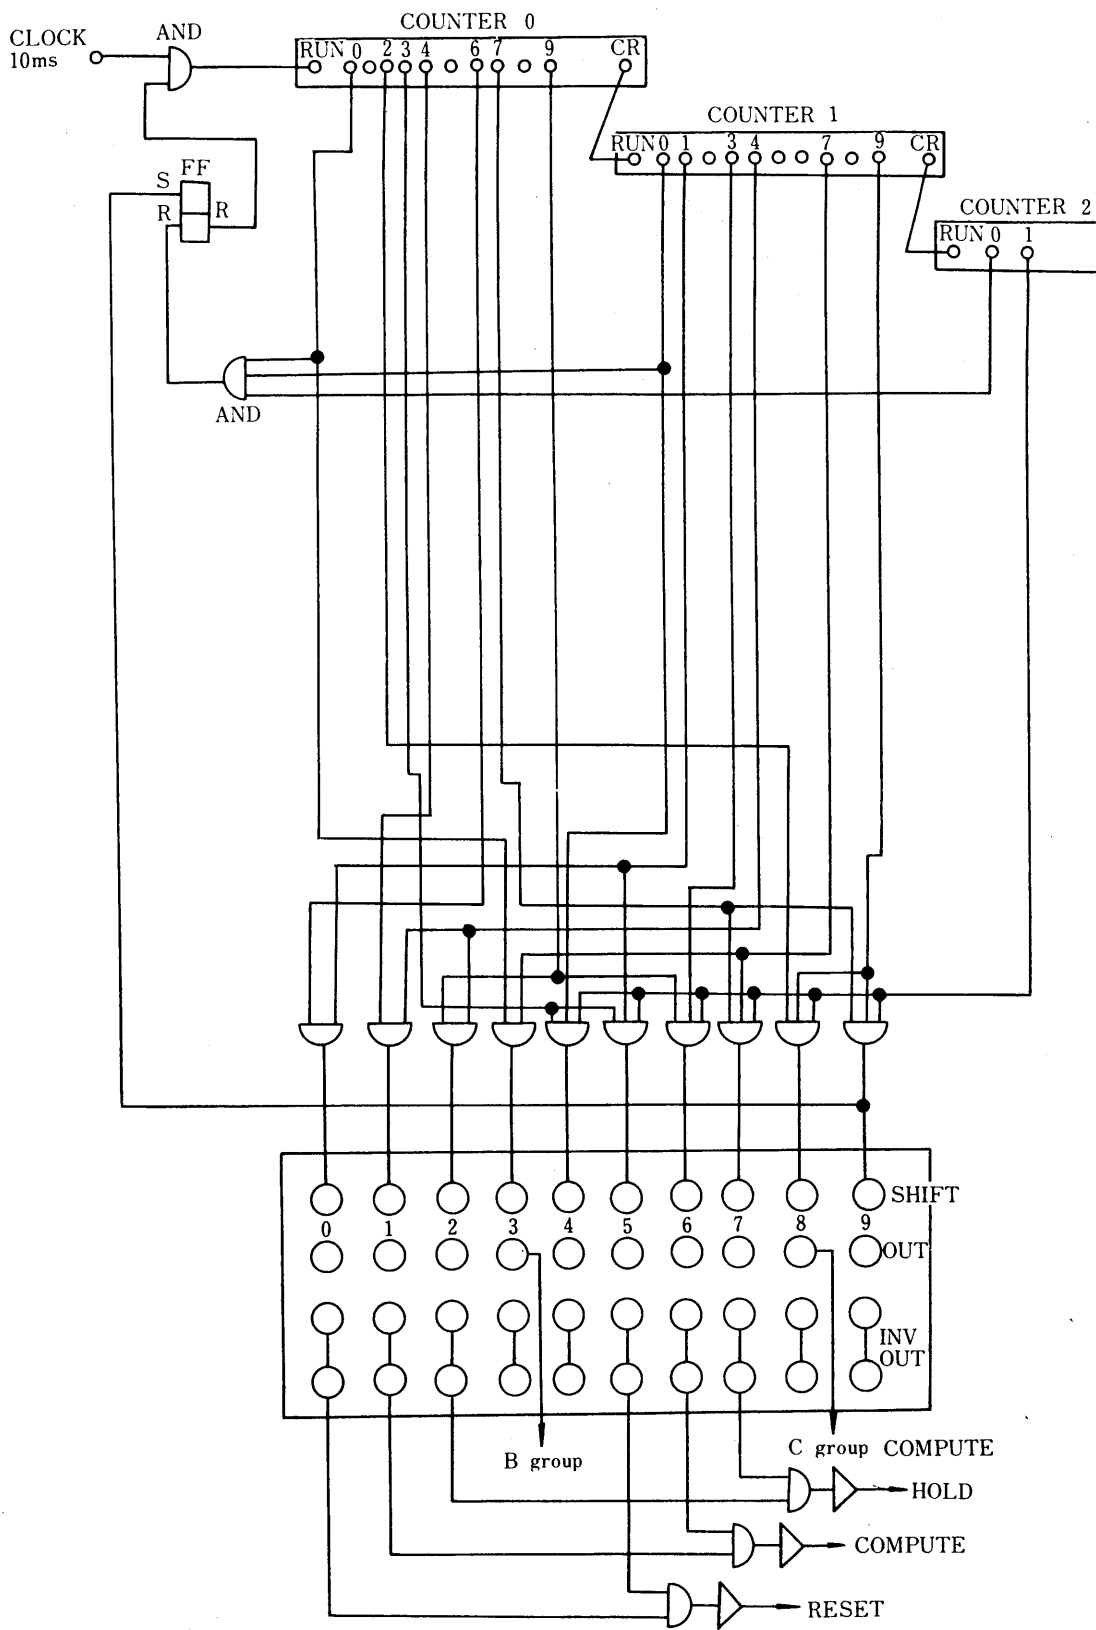 COUNTER 0
CLOCK
10ms
AND
RUN 0 2 3 4 6 7 9 CR
COUNTER 1
RUN 0 1 3 4 7 9 CR
S FF
R R
COUNTER 2
RUN 0 1
AND
SHIFT
0 1 2 3 4 5 6 7 8 9
OUT
INV
OUT
B group
C group COMPUTE
HOLD
COMPUTE
RESET